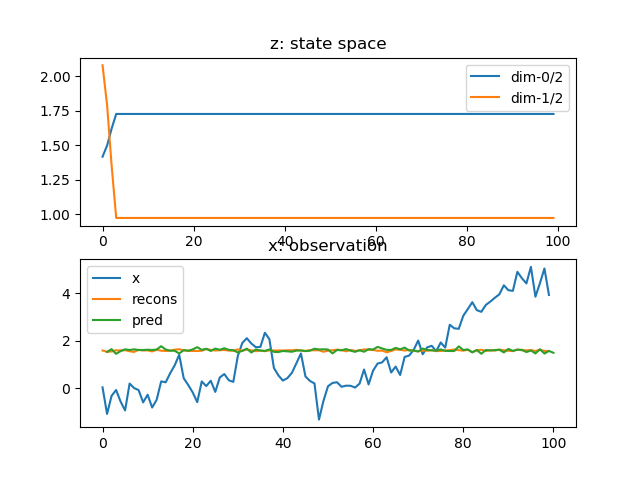 z: state space
2.00
1.75
1.50
1.25
1.00
dim-0/2
dim-1/2
0 20 40 60 80 100
x: observation
4
2
0
x
recons
pred
0 20 40 60 80 100